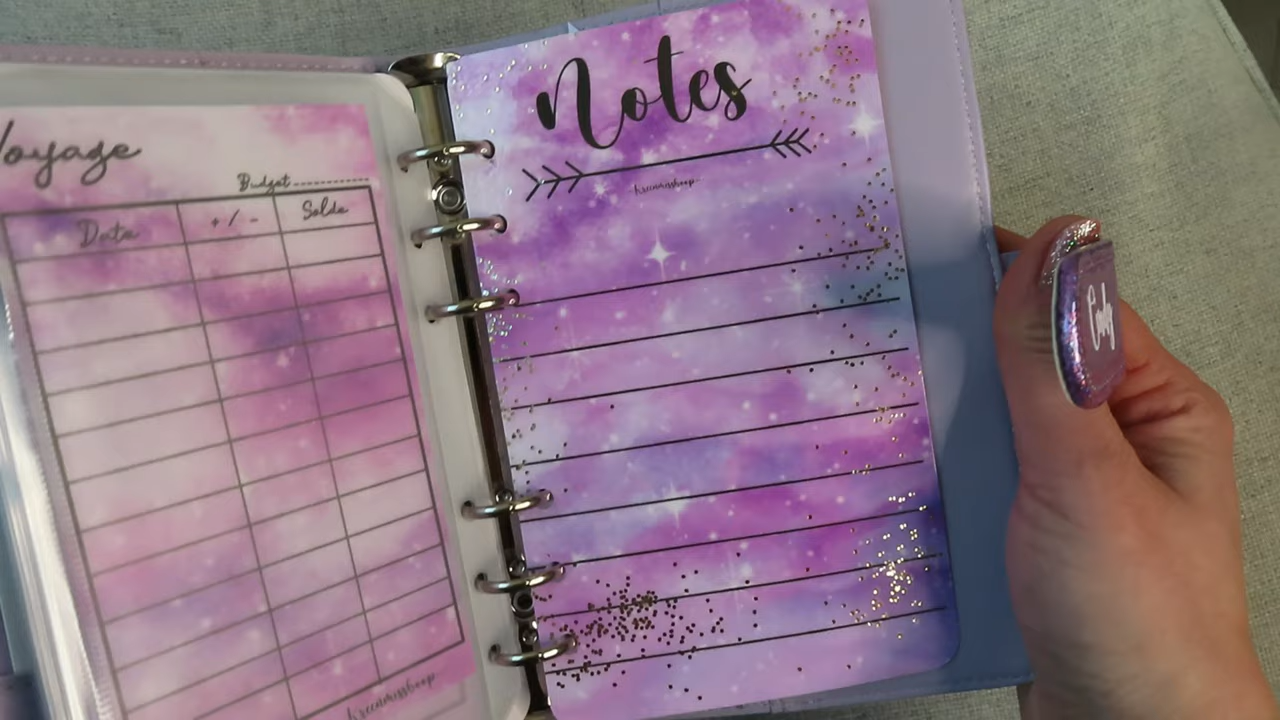 Voyage
Budget------------
Date
+ / -
Solde
Notes